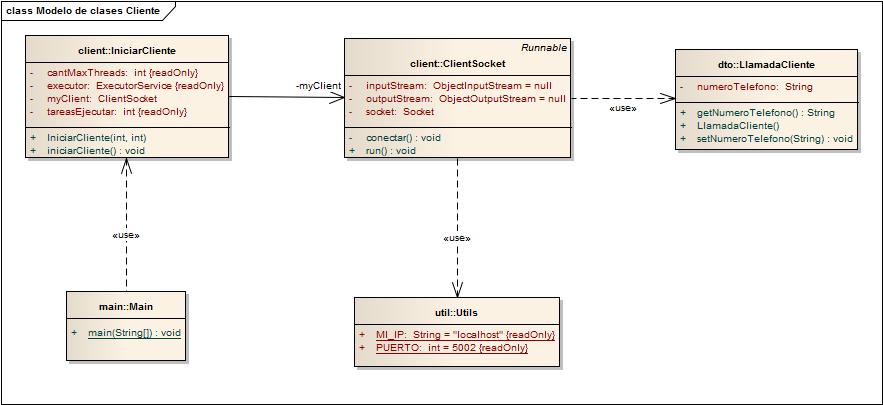 class Modelo de clases Cliente
client::IniciarCliente
- cantMaxThreads: int {readOnly}
- executor: ExecutorService {readOnly}
- myClient: ClientSocket
- tareasEjecutar: int {readOnly}
+ IniciarCliente(int, int)
+ iniciarCliente() : void
-myClient
Runnable
client::ClientSocket
- inputStream: ObjectInputStream = null
- outputStream: ObjectOutputStream = null
- socket: Socket
- conectar() : void
+ run() : void
«use»
dto::LlamadaCliente
- numeroTelefono: String
+ getNumeroTelefono() : String
+ LlamadaCliente()
+ setNumeroTelefono(String) : void
«use»
«use»
main::Main
+ main(String[]) : void
util::Utils
+ MI_IP: String = "localhost" {readOnly}
+ PUERTO: int = 5002 {readOnly}